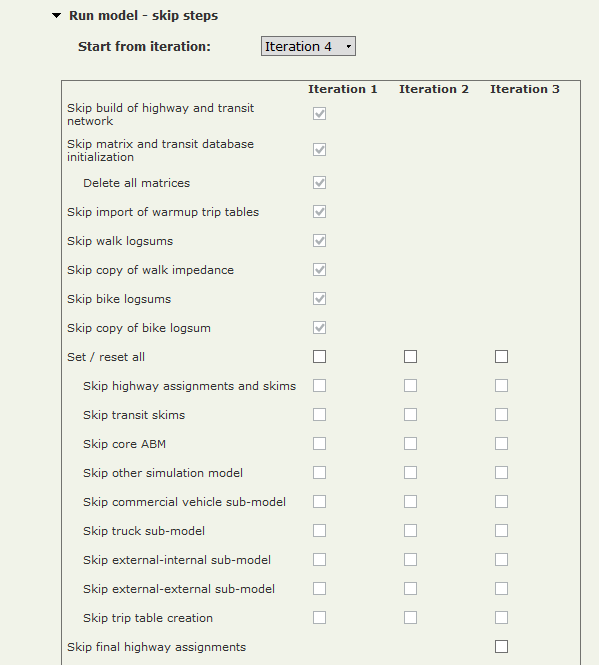 Run model - skip steps
Start from iteration: Iteration 4
Iteration 1 Iteration 2 Iteration 3
Skip build of highway and transit
network
Skip matrix and transit database
initialization
Delete all matrices
Skip import of warmup trip tables
Skip walk logsums
Skip copy of walk impedance
Skip bike logsums
Skip copy of bike logsum
Set / reset all
Skip highway assignments and skims
Skip transit skims
Skip core ABM
Skip other simulation model
Skip commercial vehicle sub-model
Skip truck sub-model
Skip external-internal sub-model
Skip external-external sub-model
Skip trip table creation
Skip final highway assignments